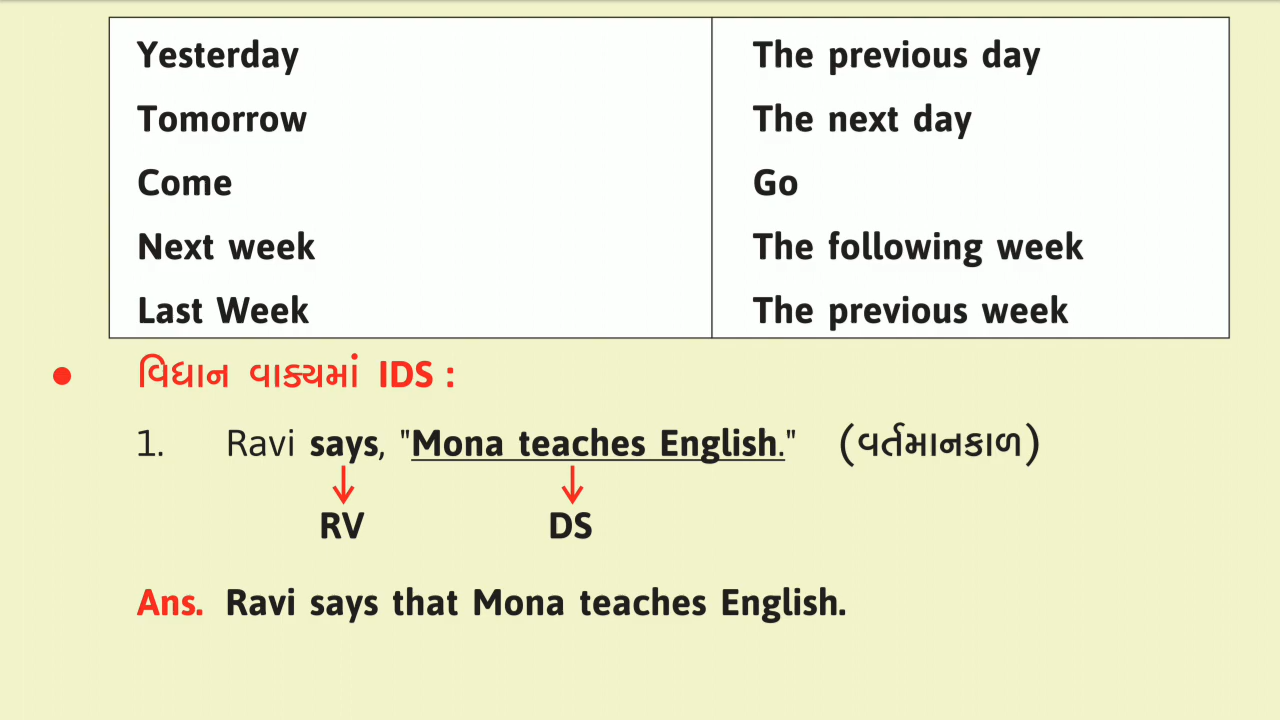 Yesterday The previous day
Tomorrow The next day
Come Go
Next week The following week
Last Week The previous week
● વિધાન વાક્યમાં IDS :
1. Ravi says, "Mona teaches English." (વર્તમાનકાળ)
RV DS
Ans. Ravi says that Mona teaches English.